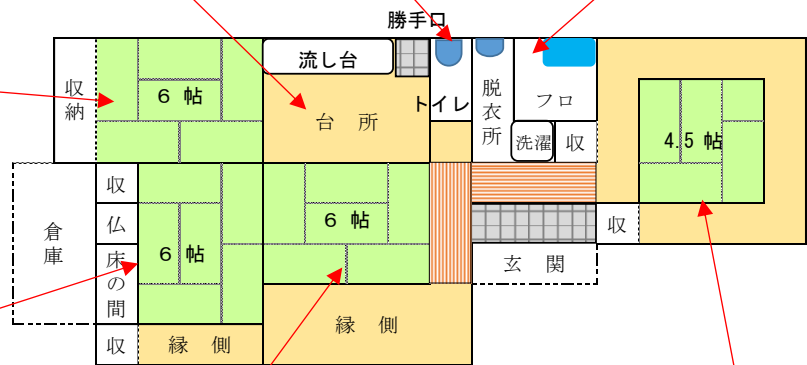 勝手口
収納
6 帖
流し台
台 所
トイレ
脱衣所
フロ
洗濯
収
4.5 帖
倉庫
収
仏
床の間
収
6 帖
縁 側
6 帖
縁 側
玄 関
収